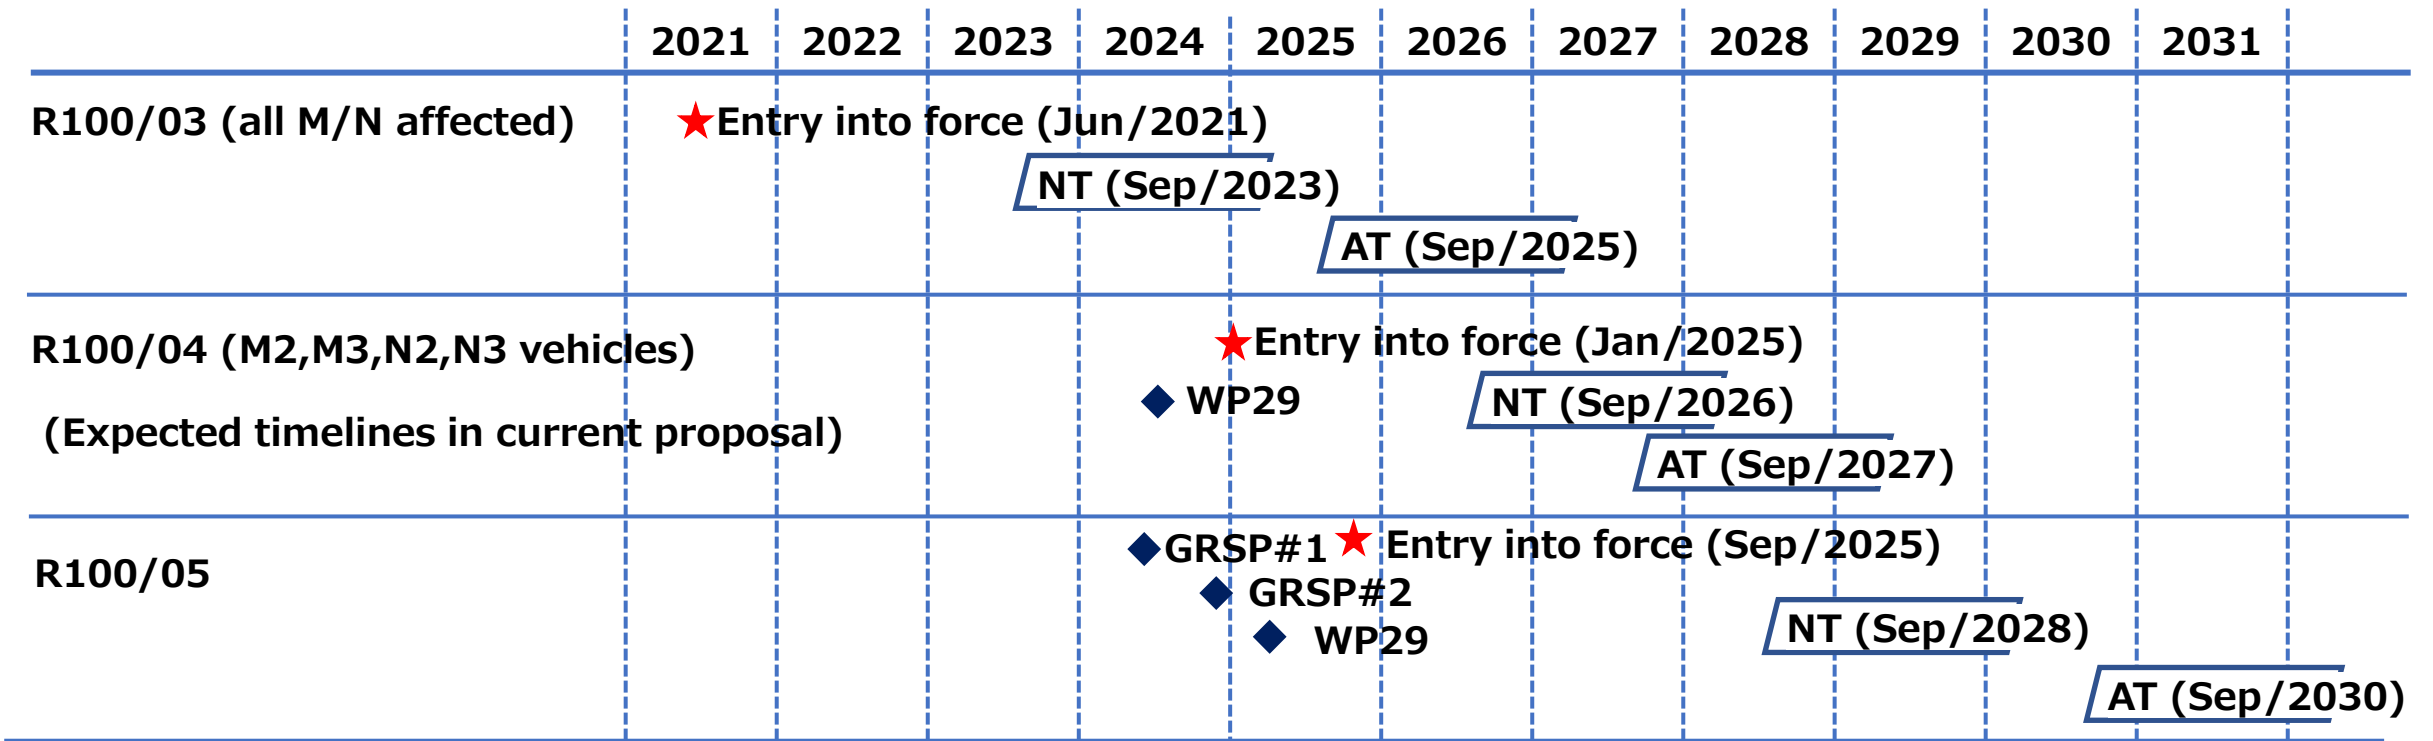 2021 2022 2023 2024 2025 2026 2027 2028 2029 2030 2031
R100/03 (all M/N affected)
Entry into force (Jun/2021)
NT (Sep/2023)
AT (Sep/2025)
R100/04 (M2,M3,N2,N3 vehicles)
(Expected timelines in current proposal)
Entry into force (Jan/2025)
WP29
NT (Sep/2026)
AT (Sep/2027)
R100/05
GRSP#1
Entry into force (Sep/2025)
GRSP#2
WP29
NT (Sep/2028)
AT (Sep/2030)